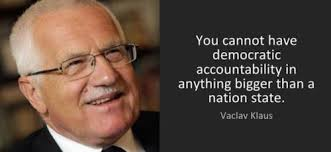 You cannot have
democratic
accountability in
anything bigger than a
nation state.
Vaclav Klaus